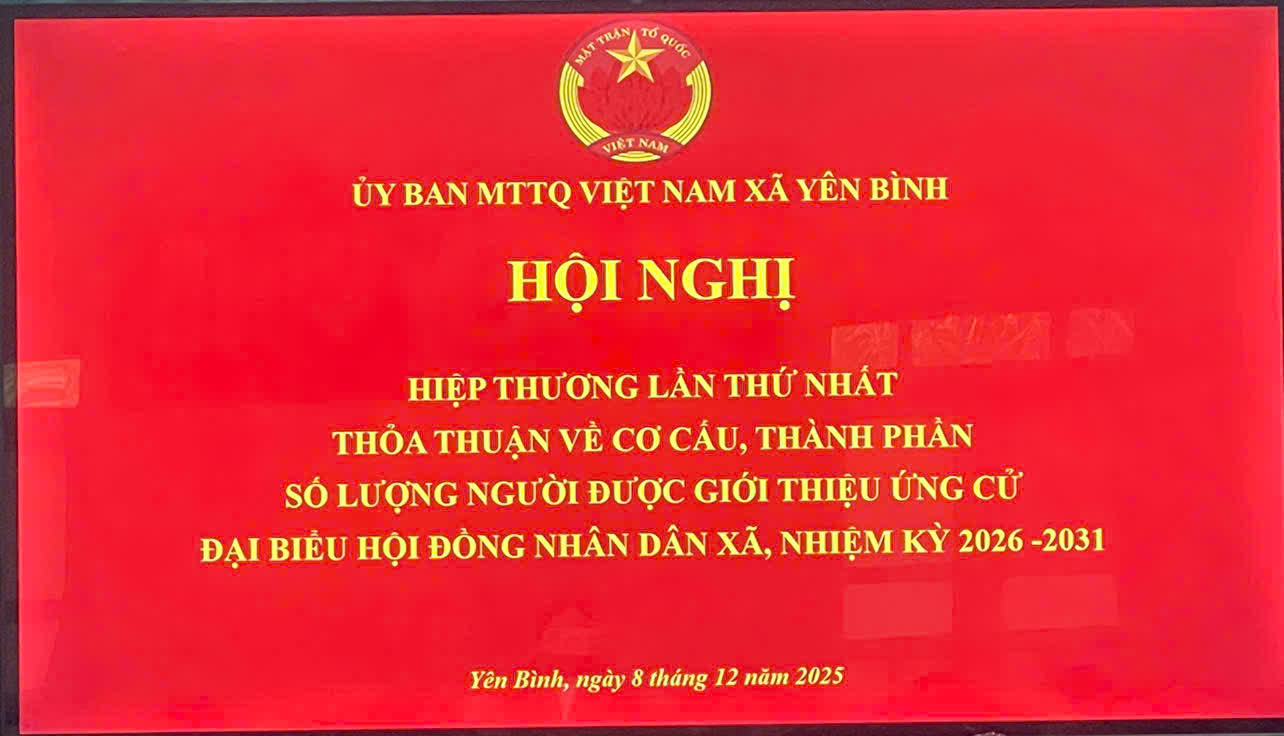 MẶT TRẬN TỔ QUỐC
VIỆT NAM
ỦY BAN MTTQ VIỆT NAM XÃ YÊN BÌNH
HỘI NGHỊ
HIỆP THƯƠNG LẦN THỨ NHẤT
THỎA THUẬN VỀ CƠ CẤU, THÀNH PHẦN
SỐ LƯỢNG NGƯỜI ĐƯỢC GIỚI THIỆU ỨNG CỬ
ĐẠI BIỂU HỘI ĐỒNG NHÂN DÂN XÃ, NHIỆM KỲ 2026 -2031
Yên Bình, ngày 8 tháng 12 năm 2025